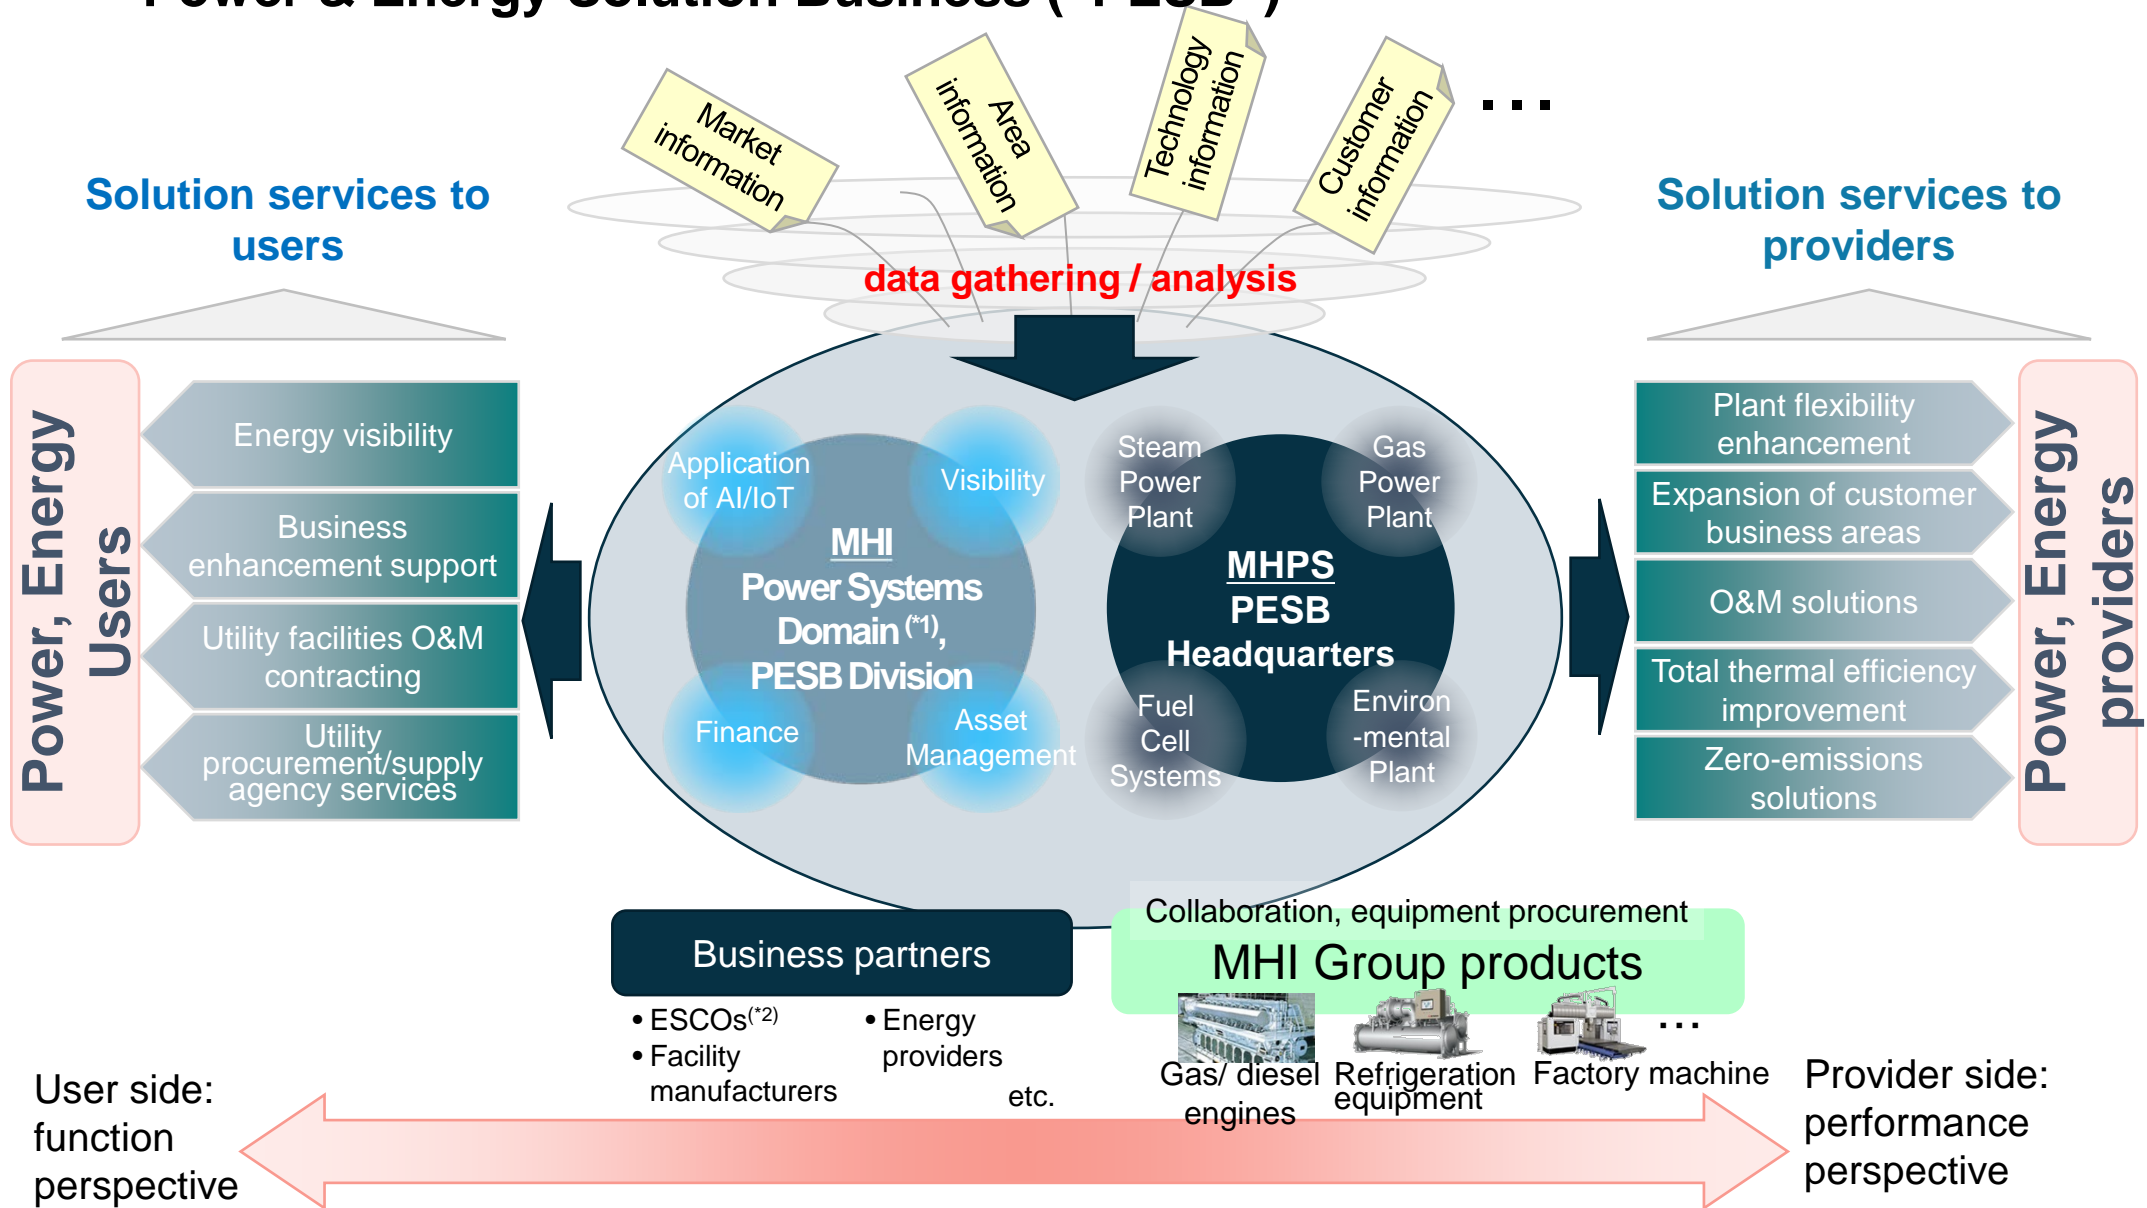 Power & Energy Solution Business ("PESB")
Market
information
Area
information
Technology
information
Customer
information
...
data gathering / analysis
Solution services to
users
Power, Energy
Users
Energy visibility
Business
enhancement support
Utility facilities O&M
contracting
Utility
procurement/supply
agency services
Application
of AI/IoT
Visibility
MHI
Power Systems
Domain (*1),
PESB Division
Finance
Asset
Management
Steam
Power
Plant
Gas
Power
Plant
MHPS
PESB
Headquarters
Fuel
Cell
Systems
Environ
-mental
Plant
Solution services to
providers
Plant flexibility
enhancement
Expansion of customer
business areas
O&M solutions
Total thermal efficiency
improvement
Zero-emissions
solutions
Power, Energy
providers
Business partners
• ESCOs(*2)
• Facility
manufacturers
• Energy
providers
etc.
Collaboration, equipment procurement
MHI Group products
...
Gas/ diesel
engines
Refrigeration
equipment
Factory machine
User side:
function
perspective
Provider side:
performance
perspective